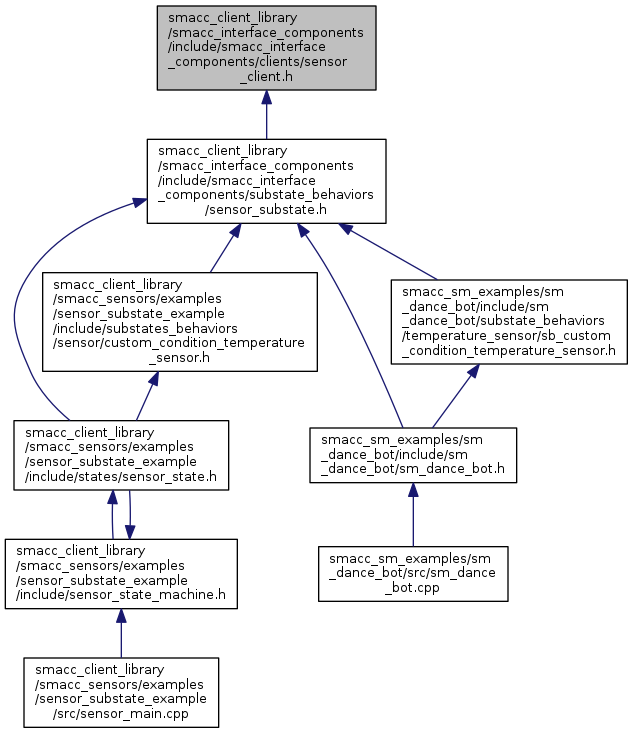 smacc_client_library
/smacc_interface_components
/include/smacc_interface
_components/clients/sensor
_client.h
smacc_client_library
/smacc_interface_components
/include/smacc_interface
_components/substate_behaviors
/sensor_substate.h
smacc_client_library
/smacc_sensors/examples
/sensor_substate_example
/include/substates_behaviors
/sensor/custom_condition_temperature
_sensor.h
smacc_sm_examples/sm
_dance_bot/include/sm
_dance_bot/substate_behaviors
/temperature_sensor/sb_custom
_condition_temperature_sensor.h
smacc_client_library
/smacc_sensors/examples
/sensor_substate_example
/include/states/sensor_state.h
smacc_sm_examples/sm
_dance_bot/include/sm
_dance_bot/sm_dance_bot.h
smacc_client_library
/smacc_sensors/examples
/sensor_substate_example
/include/sensor_state_machine.h
smacc_sm_examples/sm
_dance_bot/src/sm_dance
_bot.cpp
smacc_client_library
/smacc_sensors/examples
/sensor_substate_example
/src/sensor_main.cpp